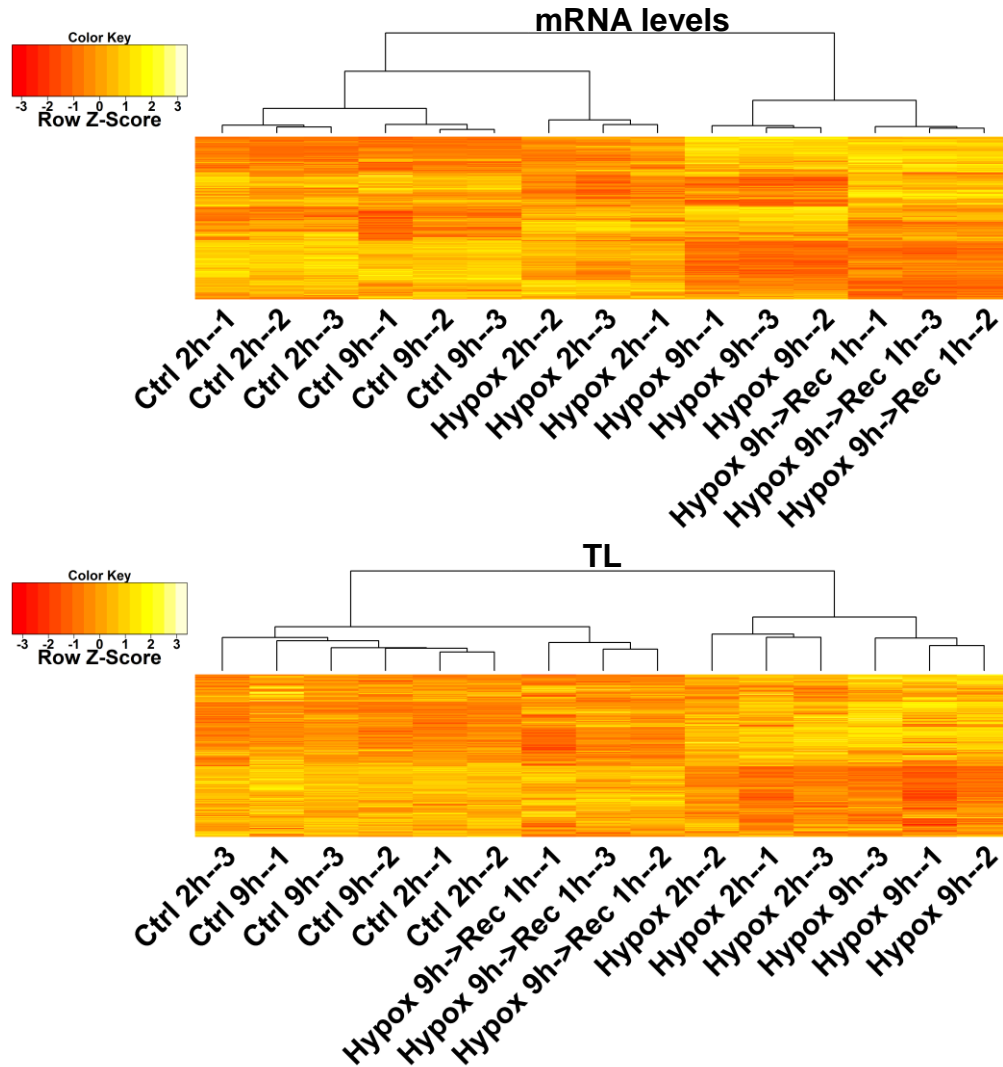 mRNA levels
Color Key
-3 -2 -1 0 1 2 3
Row Z-Score
Ctrl 2h--1
Ctrl 2h--2
Ctrl 2h--3
Ctrl 9h--1
Ctrl 9h--2
Ctrl 9h--3
Hypox 2h--2
Hypox 2h--3
Hypox 2h--1
Hypox 9h--1
Hypox 9h--3
Hypox 9h--2
Hypox 9h->Rec 1h--1
Hypox 9h->Rec 1h--3
Hypox 9h->Rec 1h--2
TL
Color Key
-3 -2 -1 0 1 2 3
Row Z-Score
Ctrl 2h--3
Ctrl 9h--1
Ctrl 9h--3
Ctrl 9h--2
Ctrl 2h--1
Ctrl 2h--2
Hypox 9h->Rec 1h--1
Hypox 9h->Rec 1h--3
Hypox 9h->Rec 1h--2
Hypox 2h--2
Hypox 2h--1
Hypox 2h--3
Hypox 9h--3
Hypox 9h--1
Hypox 9h--2